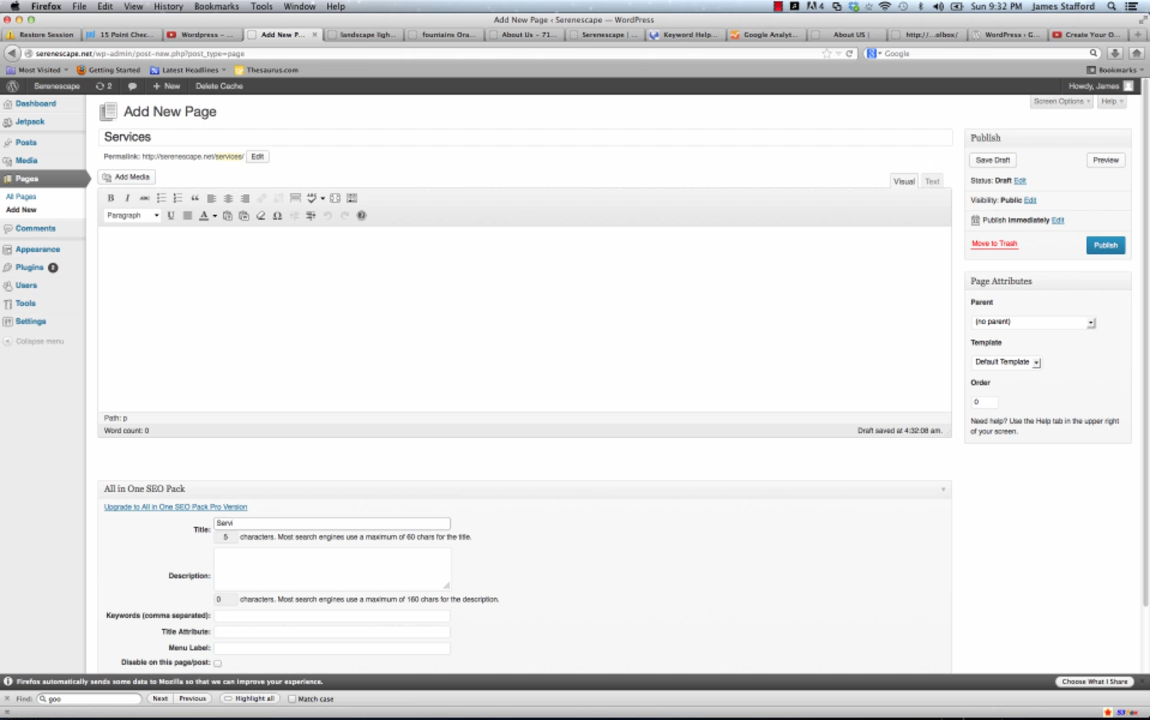 Firefox File Edit View History Bookmarks Tools Window Help 4 Sun 9:32 PM James Stafford
Add New Page ‹ Serenescape — WordPress
Restore Session 15 Point Chec... Wordpress – ... Add New P... landscape ligh... fountains Ora... About Us – 71... Serenescape | ... Keyword Help... Google Analyt... About US | http://...olbox/ WordPress › G... Create Your O...
serenescape.net/wp-admin/post-new.php?post_type=page Google
Most Visited Getting Started Latest Headlines Thesaurus.com Bookmarks
Serenescape 2 + New Delete Cache Howdy, James
Screen Options Help
Dashboard
Jetpack
Posts
Media
Pages
All Pages
Add New
Comments
Appearance
Plugins 2
Users
Tools
Settings
Collapse menu
Add New Page
Services
Permalink: http://serenescape.net/services/ Edit
Add Media
Visual Text
B I ABC
Paragraph U A
Path: p
Word count: 0 Draft saved at 4:32:08 am.
All in One SEO Pack
Upgrade to All in One SEO Pack Pro Version
Title: Servi
5 characters. Most search engines use a maximum of 60 chars for the title.
Description:
0 characters. Most search engines use a maximum of 160 chars for the description.
Keywords (comma separated):
Title Attribute:
Menu Label:
Disable on this page/post:
Publish
Save Draft Preview
Status: Draft Edit
Visibility: Public Edit
Publish immediately Edit
Move to Trash Publish
Page Attributes
Parent
(no parent)
Template
Default Template
Order
0
Need help? Use the Help tab in the upper right
of your screen.
Firefox automatically sends some data to Mozilla so that we can improve your experience. Choose What I Share
× Find: goo Next Previous Highlight all Match case